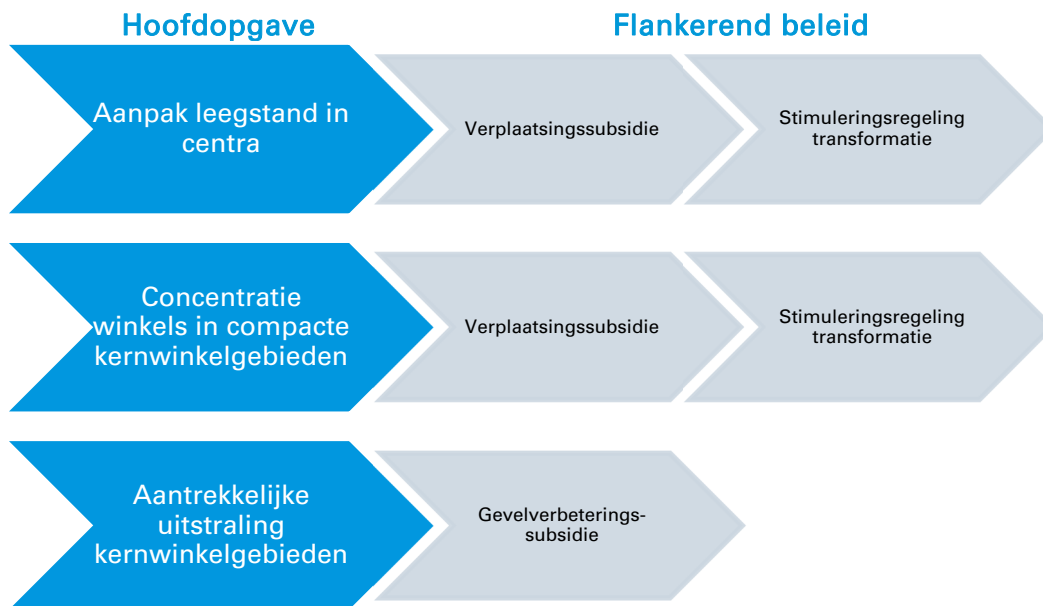 Hoofdopgave
Flankerend beleid
Aanpak leegstand in
centra
Verplaatsingssubsidie
Stimuleringsregeling
transformatie
Concentratie
winkels in compacte
kernwinkelgebieden
Verplaatsingssubsidie
Stimuleringsregeling
transformatie
Aantrekkelijke
uitstraling
kernwinkelgebieden
Gevelverbeterings-
subsidie